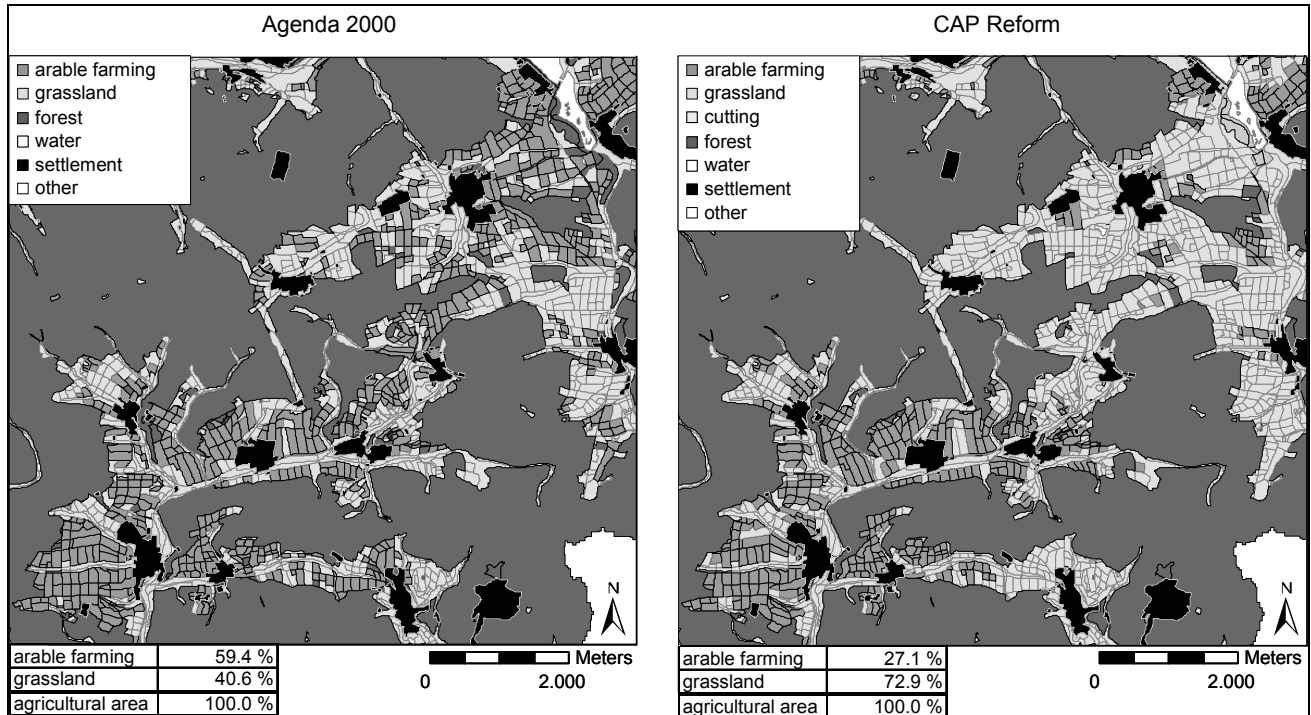 Agenda 2000
arable farming
grassland
forest
water
settlement
other
N
arable farming 59.4 %
grassland 40.6 %
agricultural area 100.0 %
Meters
0 2.000
CAP Reform
arable farming
grassland
cutting
forest
water
settlement
other
N
arable farming 27.1 %
grassland 72.9 %
agricultural area 100.0 %
Meters
0 2.000